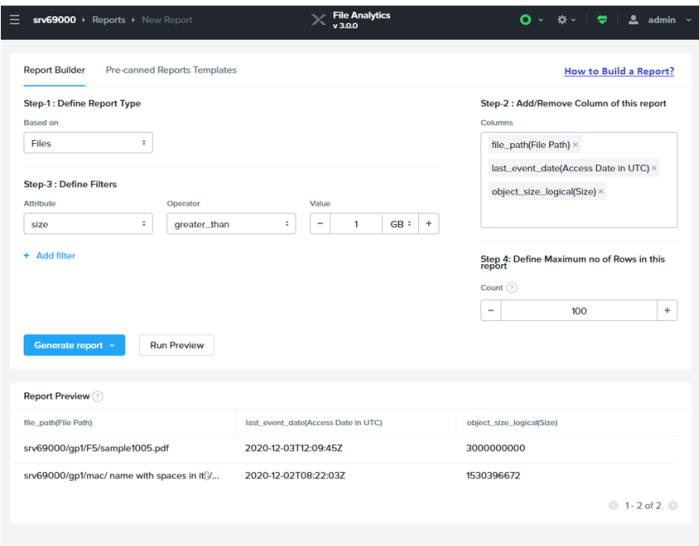 srv69000 Reports New Report
File Analytics
v 3.0.0
admin
Report Builder Pre-canned Reports Templates
How to Build a Report?
Step-1 : Define Report Type
Based on
Files
Step-2 : Add/Remove Column of this report
Columns
file_path(File Path) ×
last_event_date(Access Date in UTC) ×
object_size_logical(Size) ×
Step-3 : Define Filters
Attribute Operator Value
size greater_than − 1 GB +
+ Add filter
Step 4: Define Maximum no of Rows in this
report
Count ?
− 100 +
Generate report Run Preview
Report Preview ?
file_path(File Path) last_event_date(Access Date in UTC) object_size_logical(Size)
srv69000/gp1/F5/sample1005.pdf 2020-12-03T12:09:45Z 3000000000
srv69000/gp1/mac/ name with spaces in it[]/... 2020-12-02T08:22:03Z 1530396672
1 - 2 of 2